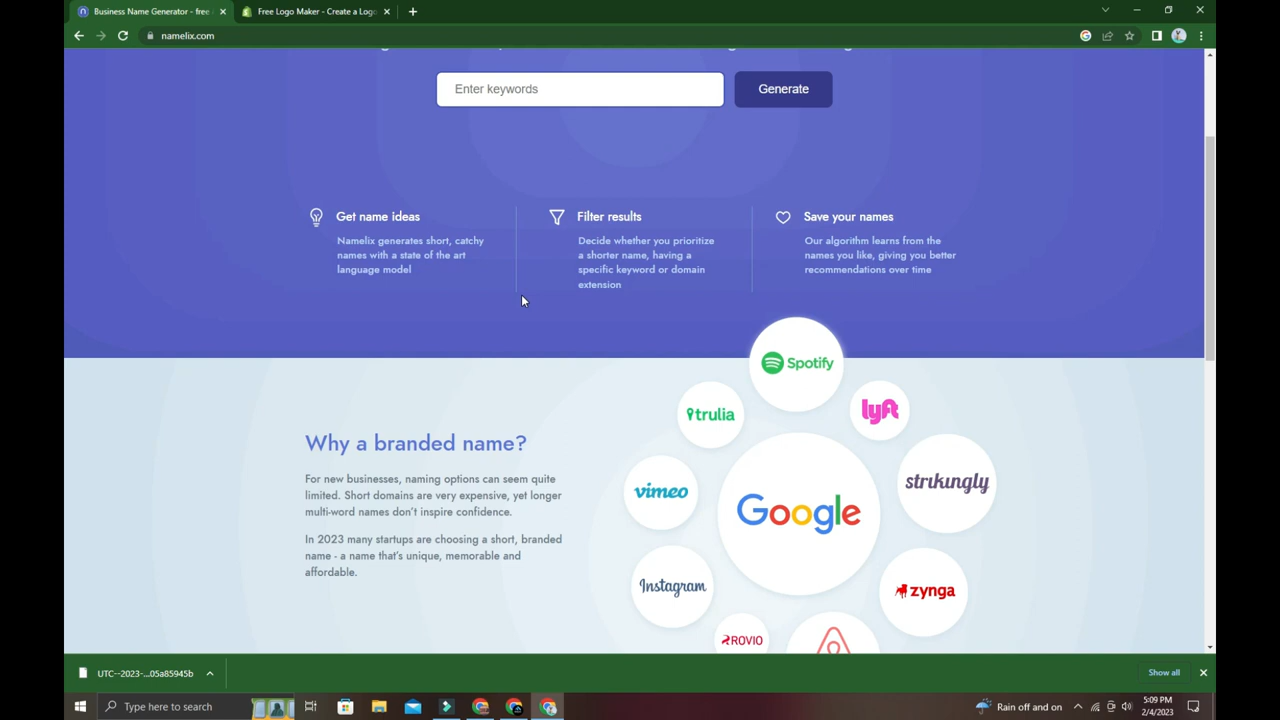 Business Name Generator - free
Free Logo Maker - Create a Logo
namelix.com
Enter keywords
Generate
Get name ideas
Namelix generates short, catchy
names with a state of the art
language model
Filter results
Decide whether you prioritize
a shorter name, having a
specific keyword or domain
extension
Save your names
Our algorithm learns from the
names you like, giving you better
recommendations over time
Spotify
trulia
lyft
Why a branded name?
For new businesses, naming options can seem quite
limited. Short domains are very expensive, yet longer
multi-word names don't inspire confidence.
In 2023 many startups are choosing a short, branded
name - a name that's unique, memorable and
affordable.
vimeo
Google
strikingly
Instagram
zynga
ROVIO
UTC--2023-...05a85945b
Show all
Type here to search
Rain off and on
5:09 PM
2/4/2023